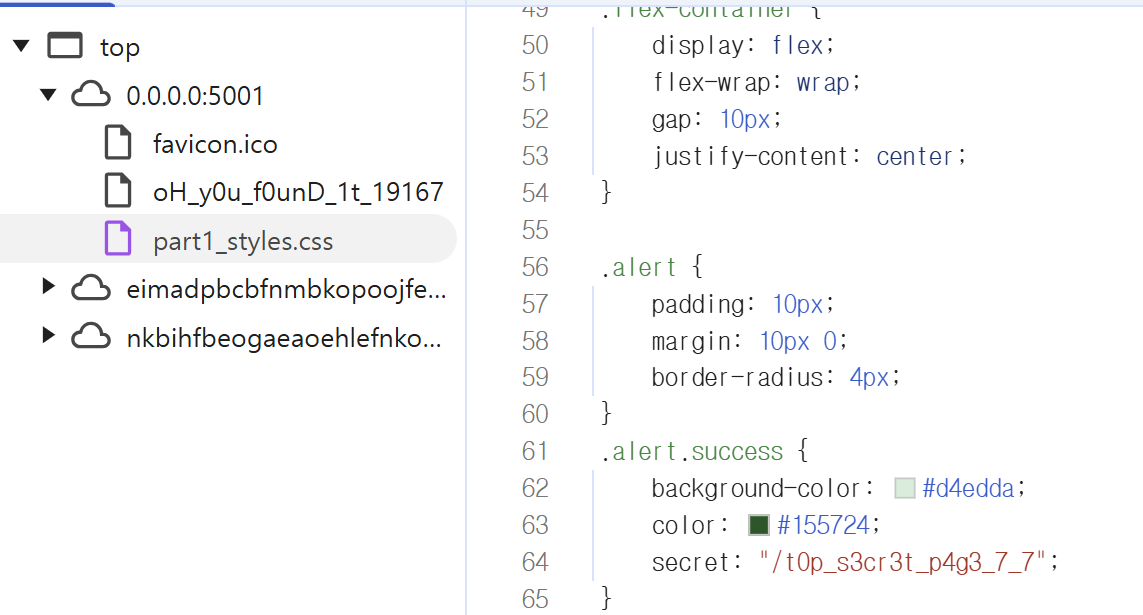 top
0.0.0.0:5001
favicon.ico
oH_y0u_f0unD_1t_19167
part1_styles.css
eimadpbcbfnmbkopoojfe...
nkbihfbeogaeaoehlefnko...
49 .flex-container {
50 display: flex;
51 flex-wrap: wrap;
52 gap: 10px;
53 justify-content: center;
54 }
55
56 .alert {
57 padding: 10px;
58 margin: 10px 0;
59 border-radius: 4px;
60 }
61 .alert.success {
62 background-color: #d4edda;
63 color: #155724;
64 secret: "/t0p_s3cr3t_p4g3_7_7";
65 }